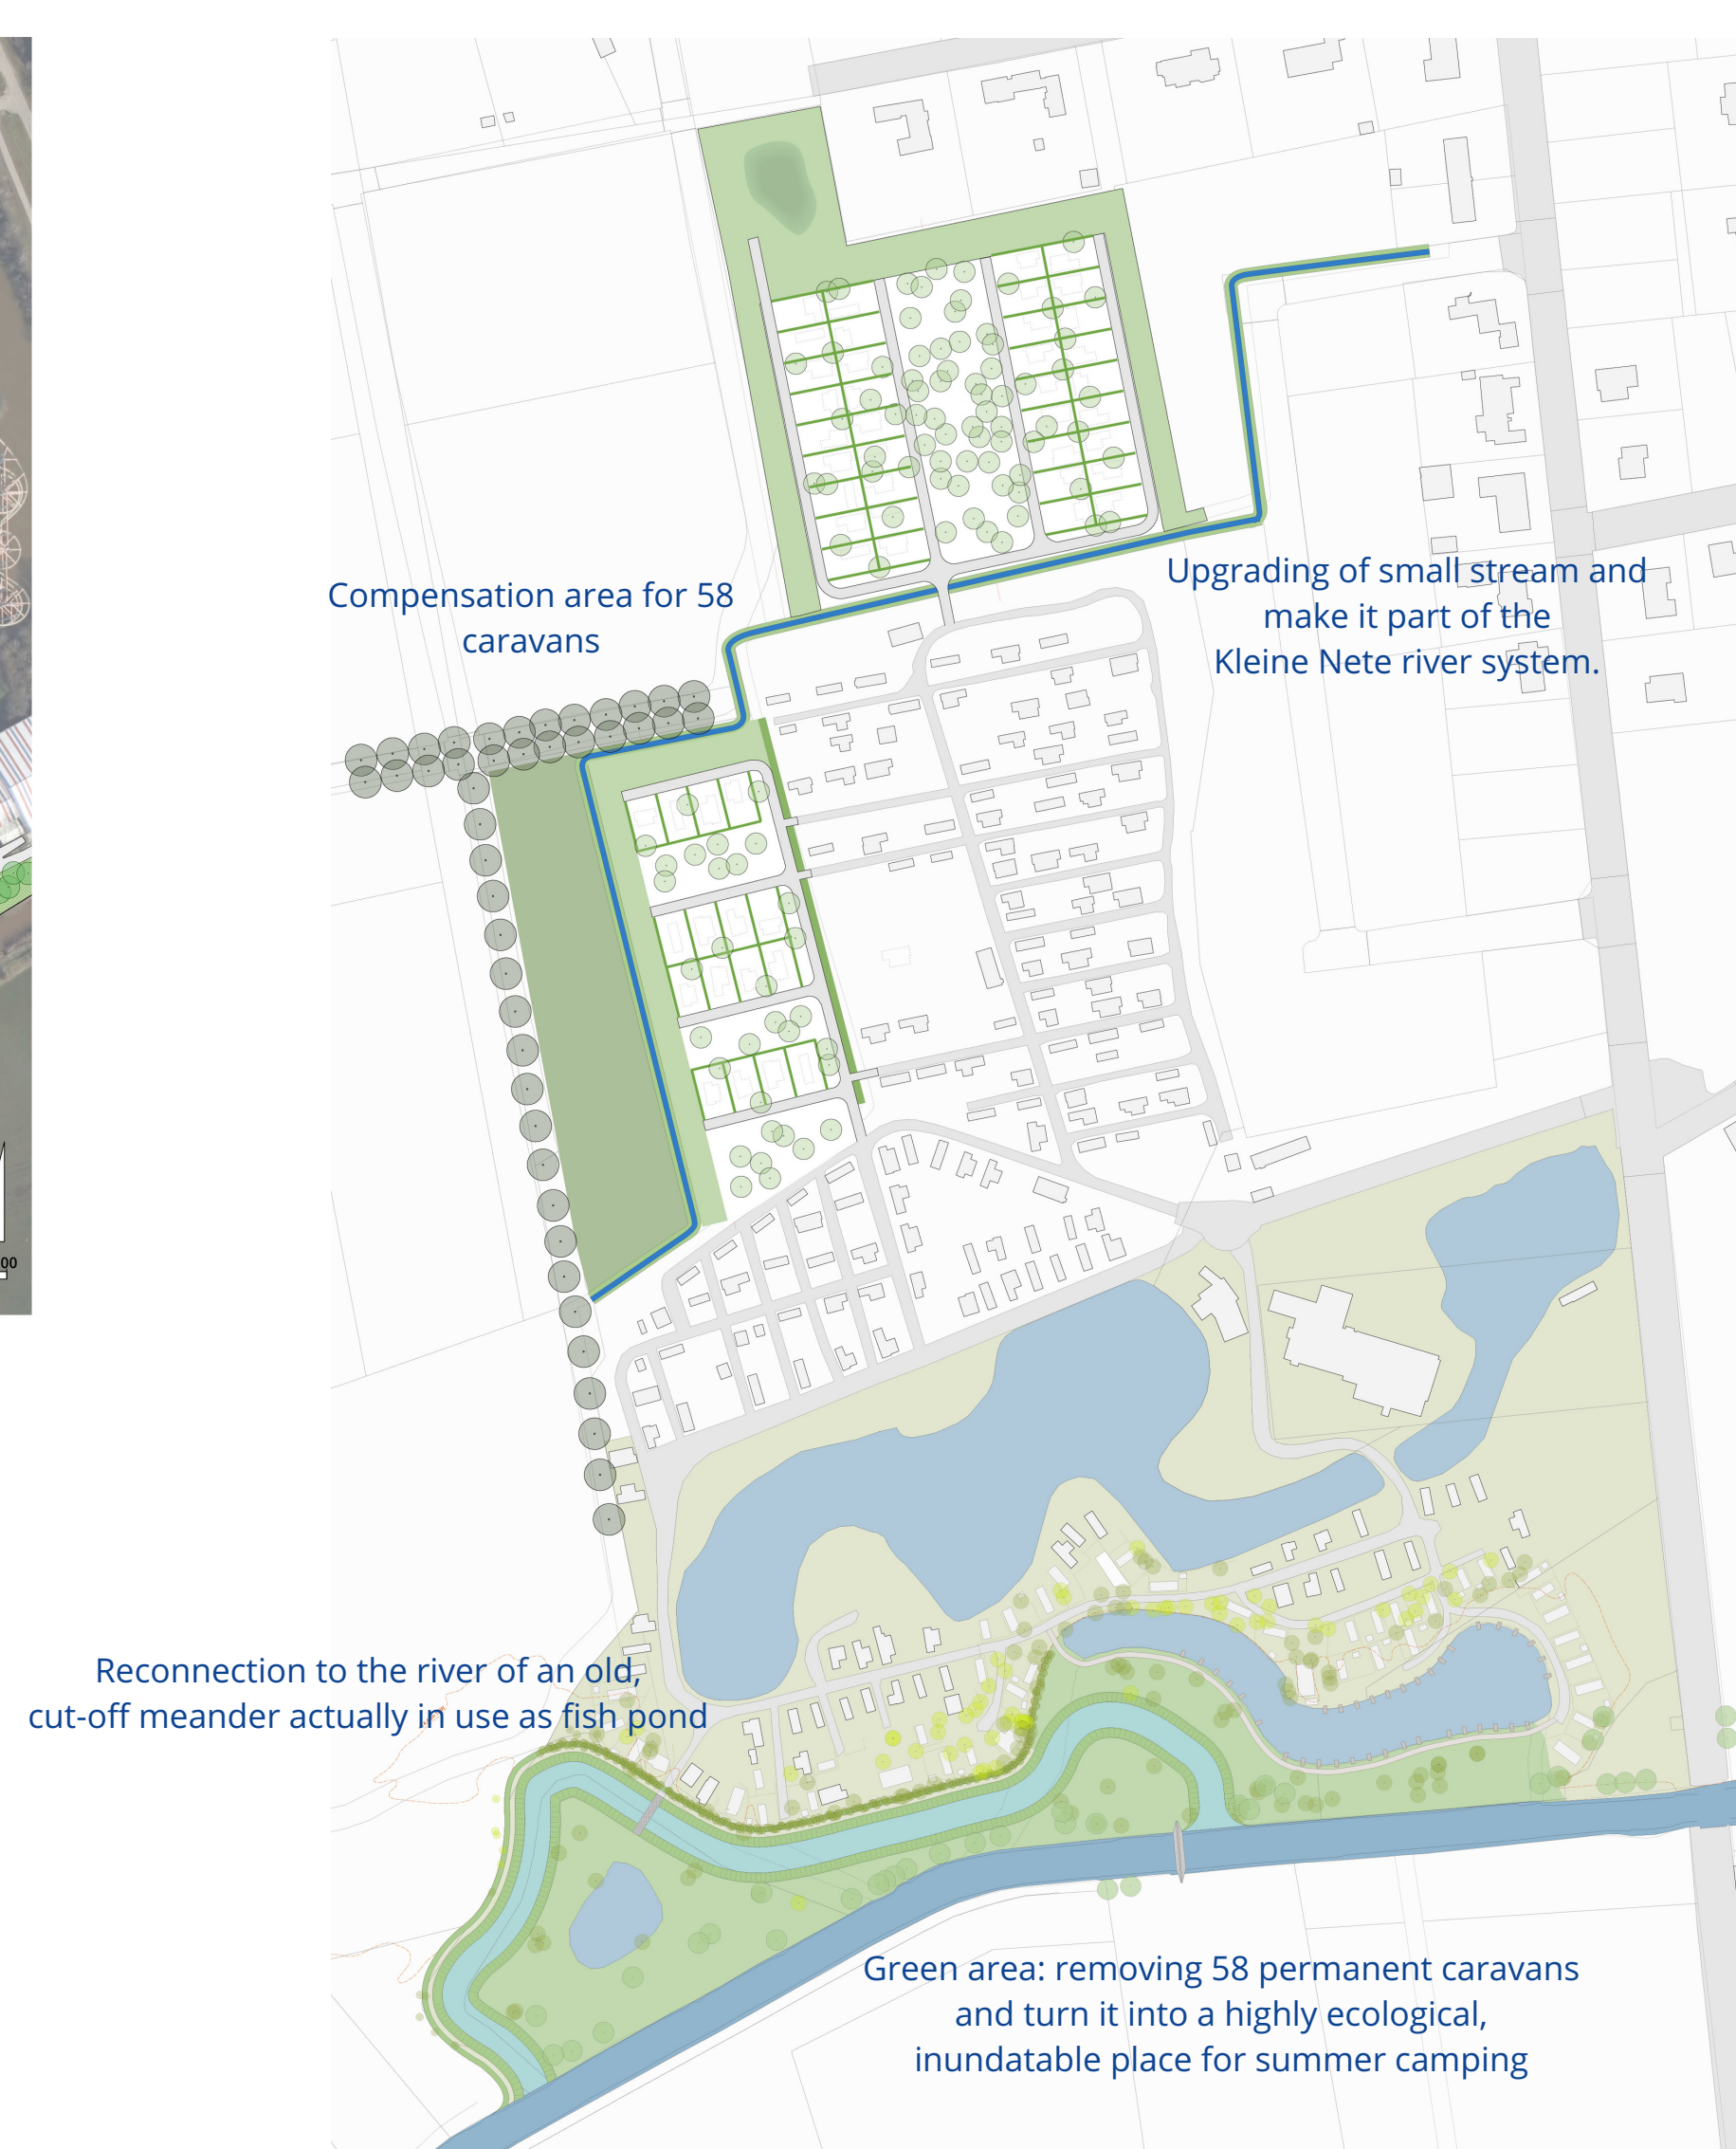 Compensation area for 58
caravans
Upgrading of small stream and
make it part of the
Kleine Nete river system.
00
Reconnection to the river of an old,
cut-off meander actually in use as fish pond
Green area: removing 58 permanent caravans
and turn it into a highly ecological,
inundatable place for summer camping